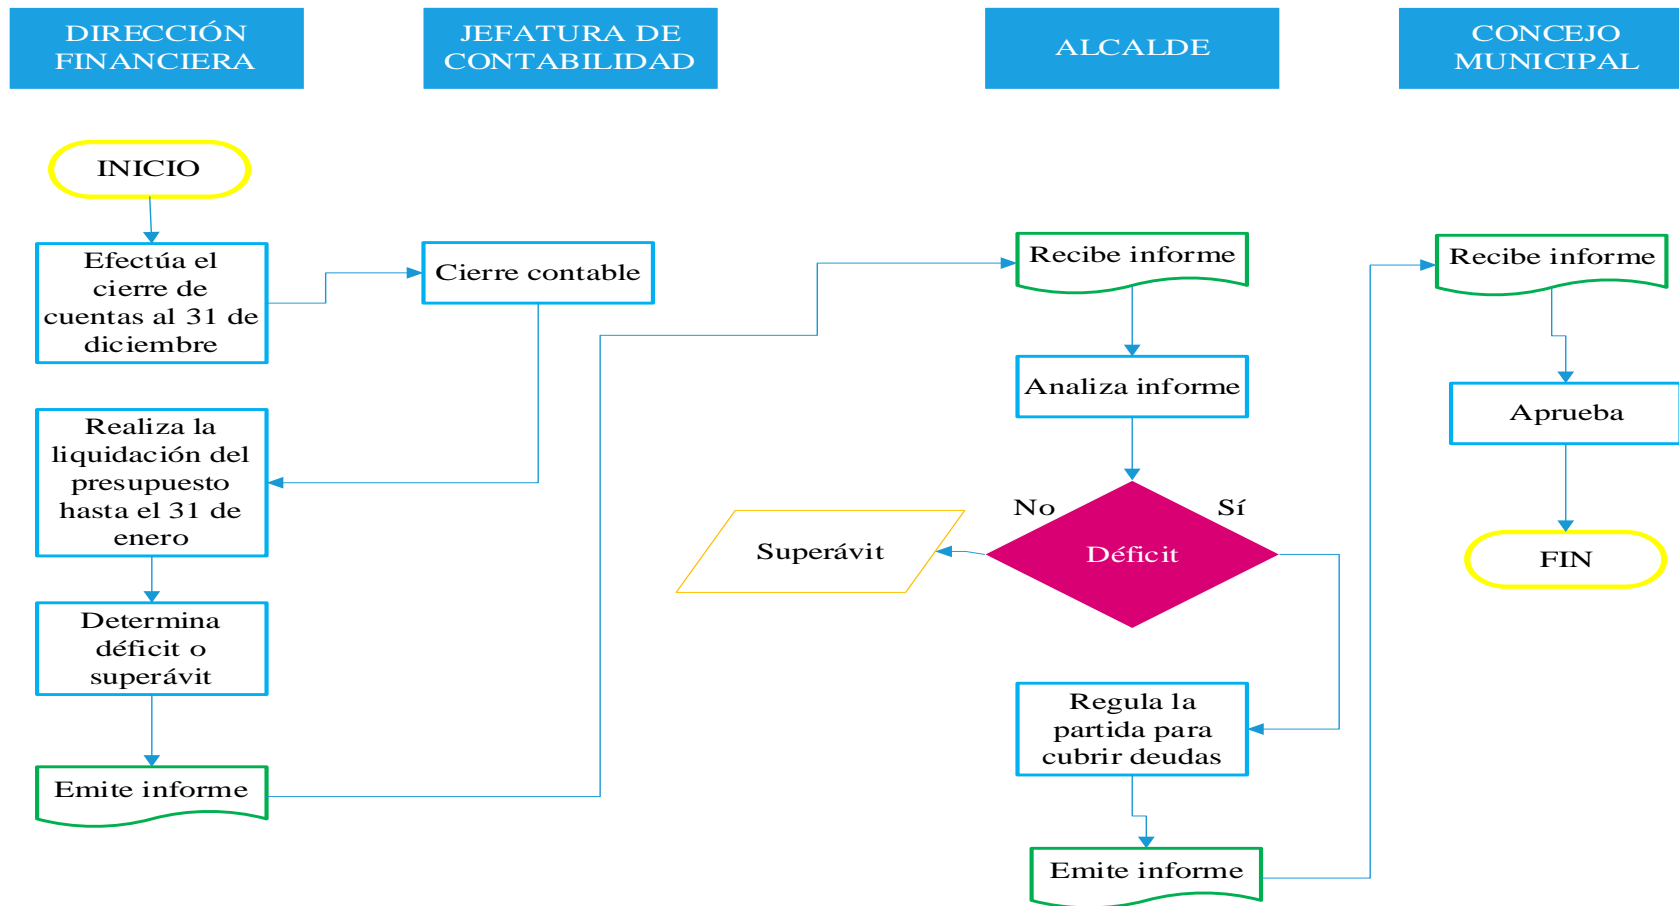 DIRECCIÓN
FINANCIERA
JEFATURA DE
CONTABILIDAD
ALCALDE
CONCEJO
MUNICIPAL
INICIO
Efectúa el
cierre de
cuentas al 31 de
diciembre
Cierre contable
Realiza la
liquidación del
presupuesto
hasta el 31 de
enero
Determina
déficit o
superávit
Emite informe
Recibe informe
Analiza informe
No
Sí
Déficit
Superávit
Regula la
partida para
cubrir deudas
Emite informe
Recibe informe
Aprueba
FIN